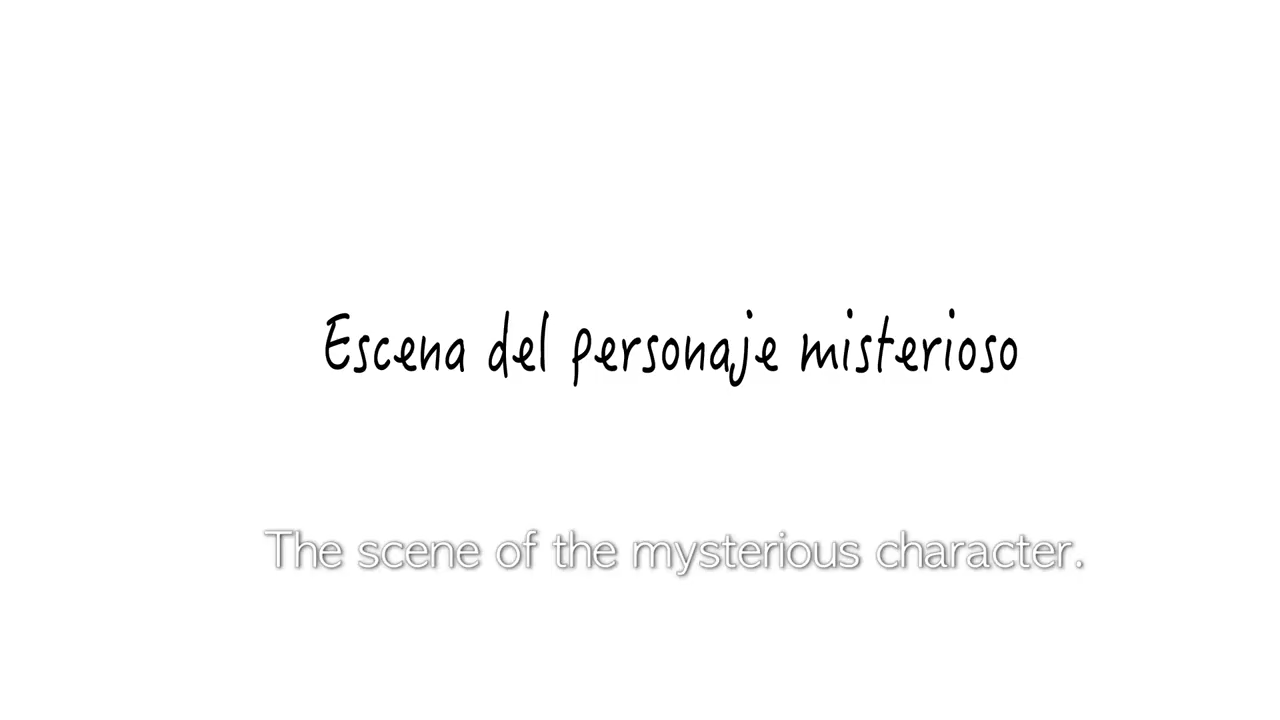 Escena del personaje misterioso
The scene of the mysterious character.